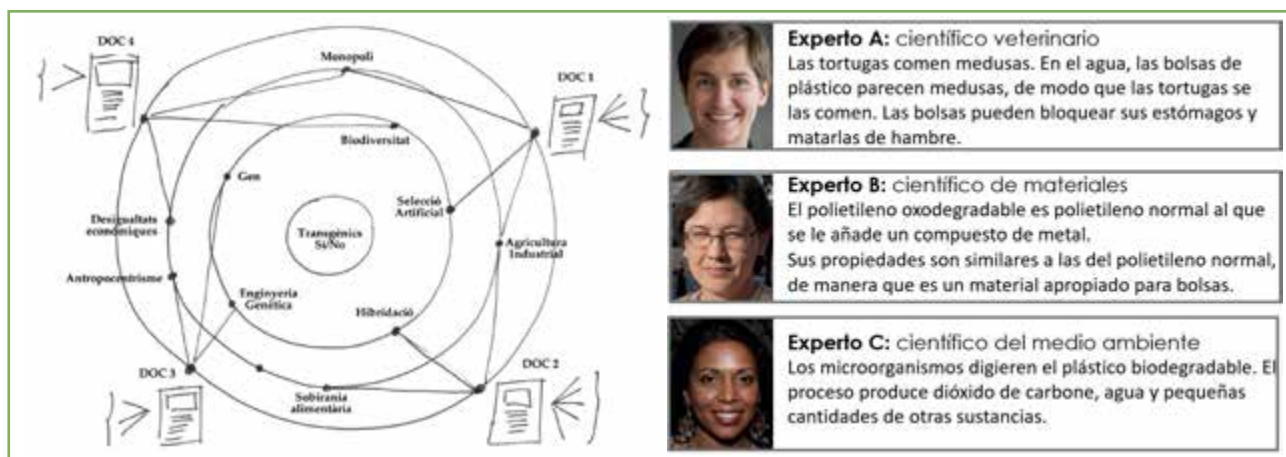 DOC 4
Monopoli
DOC 1
Biodiversitat
Gen
Selecció
Artificial
Desigualtats
econòmiques
Transgènics
Sí/No
Agricultura
Industrial
Antropocentrisme
Enginyeria
Genètica
Hibridació
DOC 3
DOC 2
Sobirania
alimentària
Experto A: científico veterinario
Las tortugas comen medusas. En el agua, las bolsas de
plástico parecen medusas, de modo que las tortugas se
las comen. Las bolsas pueden bloquear sus estómagos y
matarlas de hambre.
Experto B: científico de materiales
El polietileno oxodegradable es polietileno normal al que
se le añade un compuesto de metal.
Sus propiedades son similares a las del polietileno normal,
de manera que es un material apropiado para bolsas.
Experto C: científico del medio ambiente
Los microorganismos digieren el plástico biodegradable. El
proceso produce dióxido de carbone, agua y pequeñas
cantidades de otras sustancias.